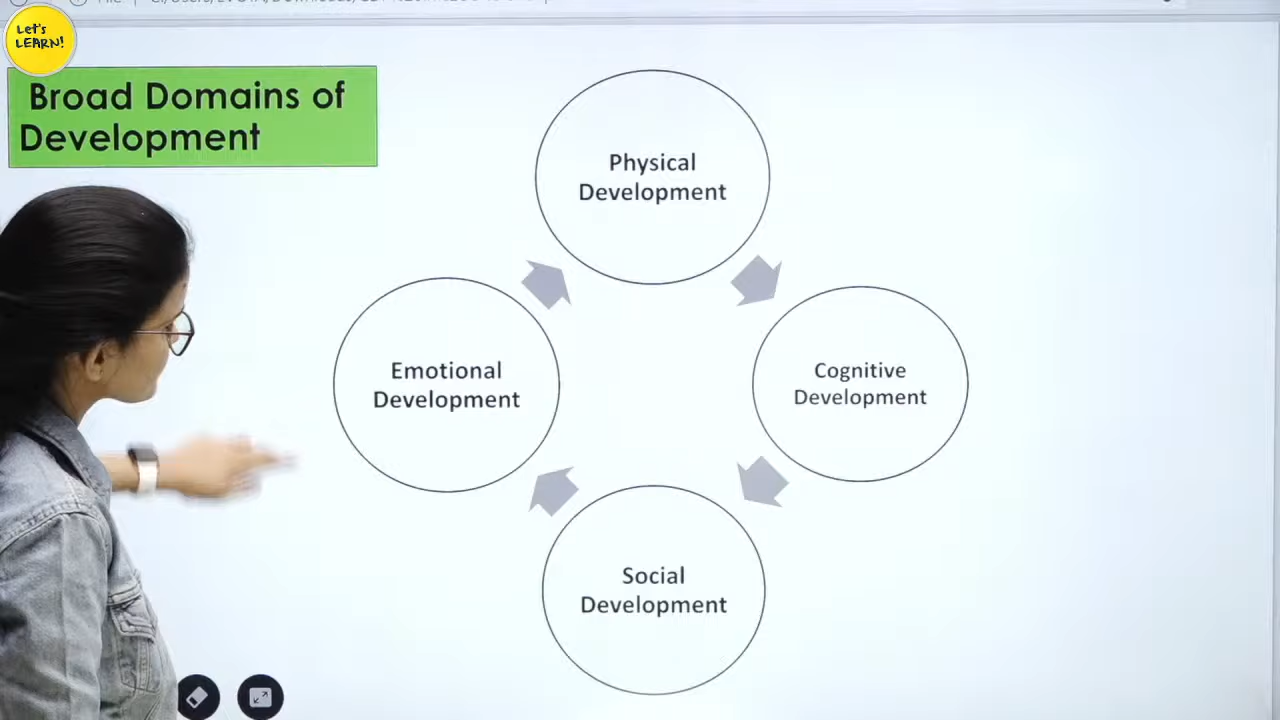 Let's
LEARN!
Broad Domains of
Development
Physical
Development
Emotional
Development
Cognitive
Development
Social
Development